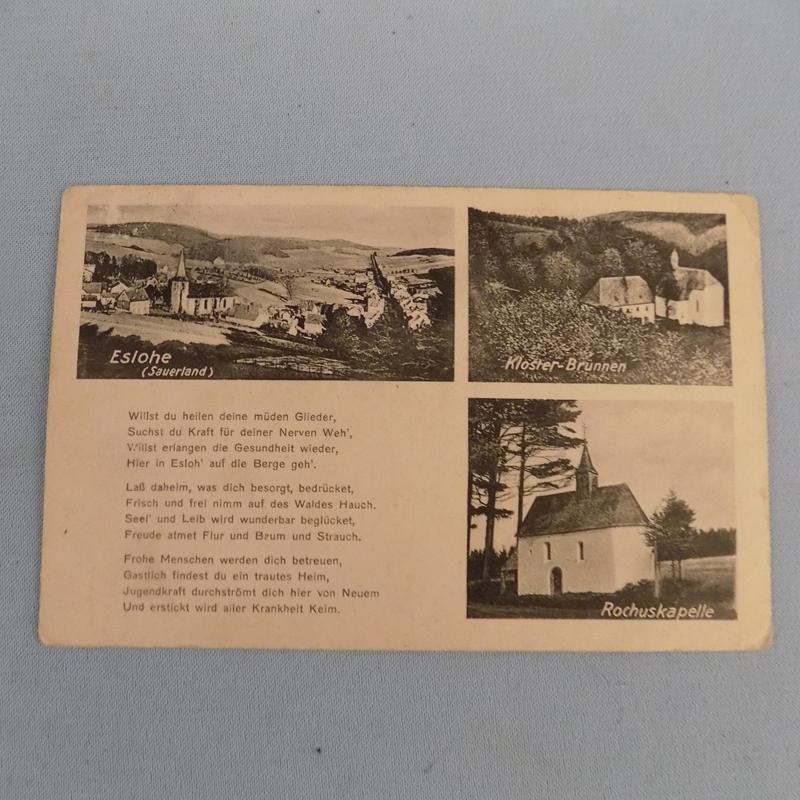 Eslohe
(Sauerland)
Kloster-Brunnen
Willst du heilen deine müden Glieder,
Suchst du Kraft für deiner Nerven Weh',
Willst erlangen die Gesundheit wieder,
Hier in Esloh' auf die Berge geh'.
Laß daheim, was dich besorgt, bedrücket,
Frisch und frei nimm auf des Waldes Hauch.
Seel' und Leib wird wunderbar beglücket,
Freude atmet Flur und Baum und Strauch.
Frohe Menschen werden dich betreuen,
Gastlich findest du ein trautes Heim,
Jugendkraft durchströmt dich hier von Neuem
Und erstickt wird aller Krankheit Keim.
Rochuskapelle